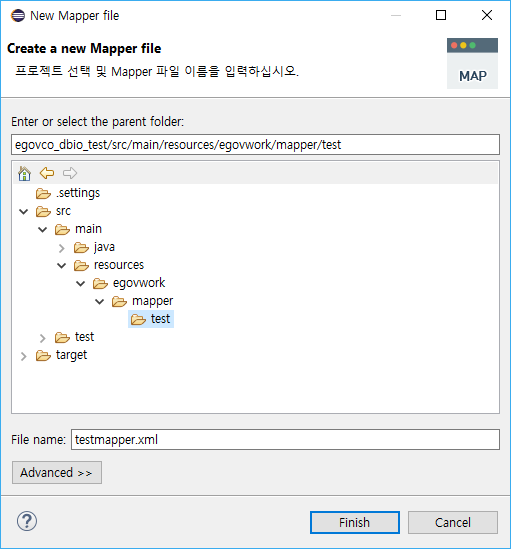 New Mapper file
Create a new Mapper file
프로젝트 선택 및 Mapper 파일 이름을 입력하십시오.
MAP
Enter or select the parent folder:
egovco_dbio_test/src/main/resources/egovwork/mapper/test
.settings
src
main
java
resources
egovwork
mapper
test
test
target
File name:
testmapper.xml
Advanced >>
?
Finish
Cancel